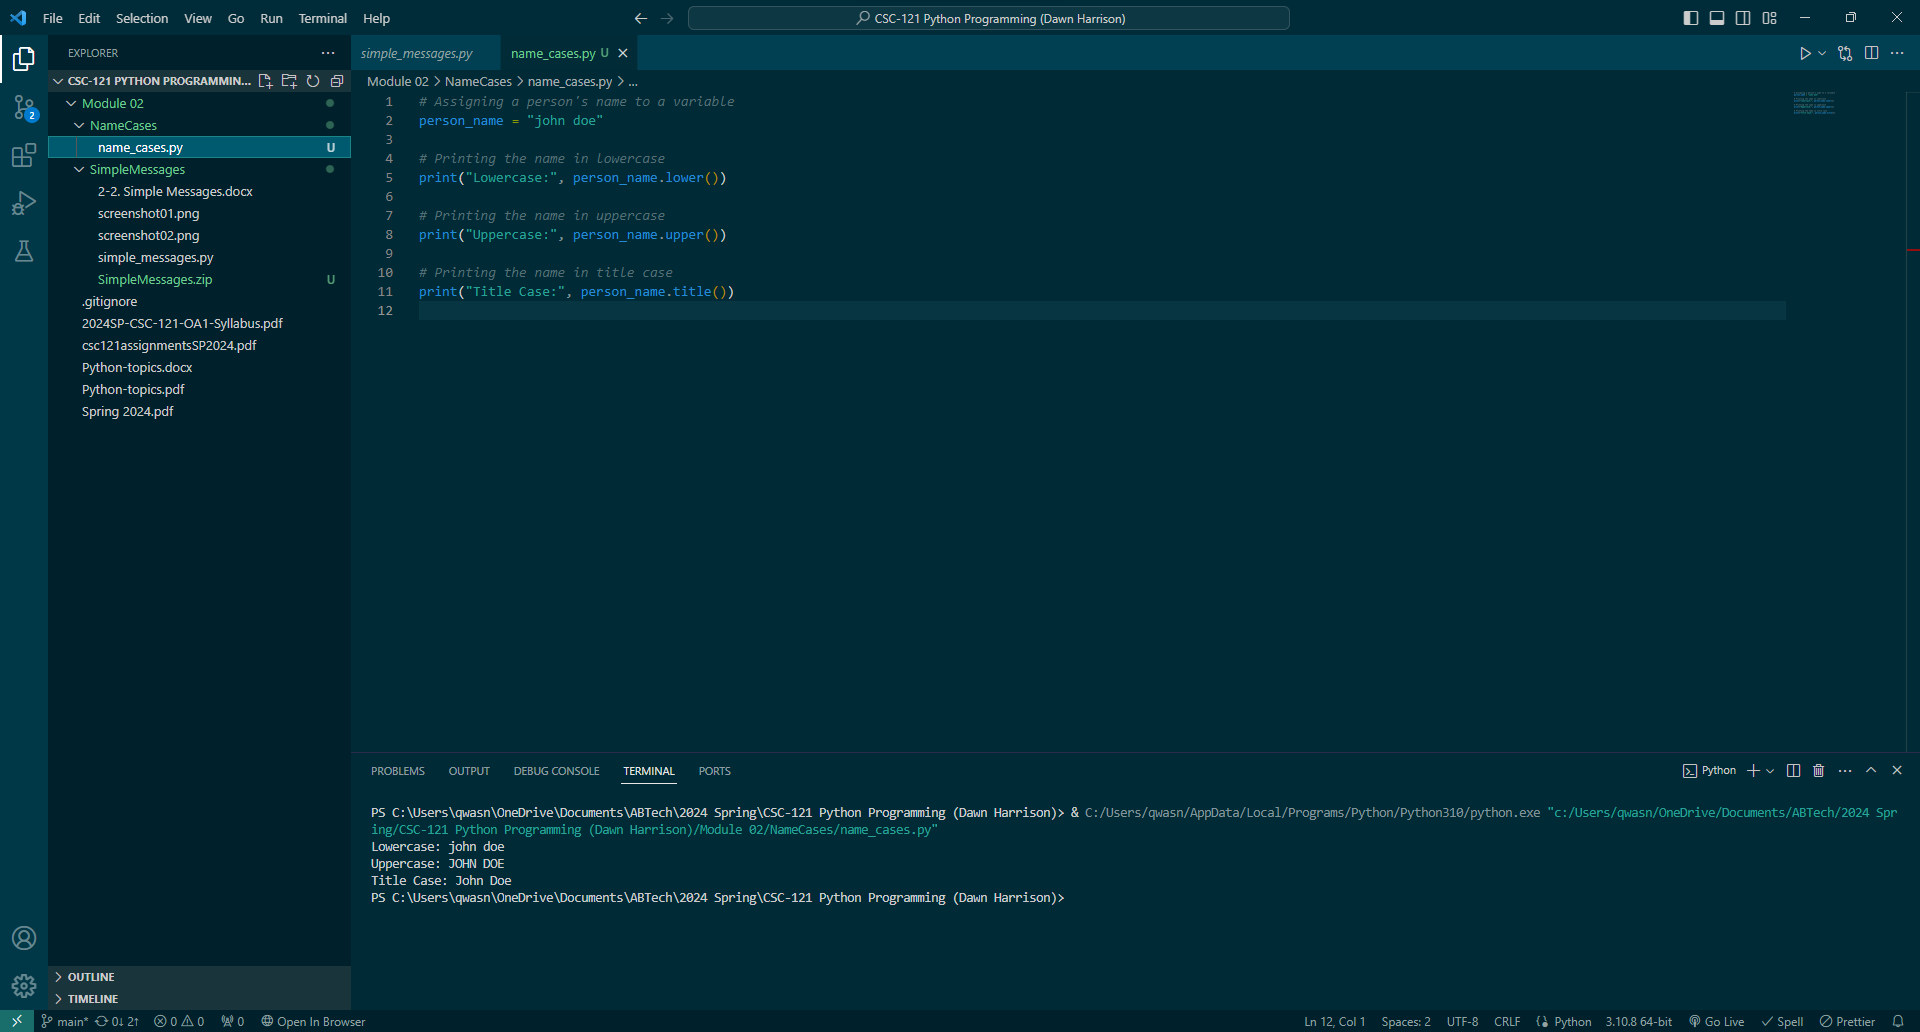 File Edit Selection View Go Run Terminal Help
CSC-121 Python Programming (Dawn Harrison)
EXPLORER
CSC-121 PYTHON PROGRAMMIN...
Module 02
NameCases
name_cases.py U
SimpleMessages
2-2. Simple Messages.docx
screenshot01.png
screenshot02.png
simple_messages.py
SimpleMessages.zip U
.gitignore
2024SP-CSC-121-OA1-Syllabus.pdf
csc121assignmentsSP2024.pdf
Python-topics.docx
Python-topics.pdf
Spring 2024.pdf
OUTLINE
TIMELINE
2
simple_messages.py name_cases.py U
Module 02 > NameCases > name_cases.py > ...
1 # Assigning a person's name to a variable
2 person_name = "john doe"
3
4 # Printing the name in lowercase
5 print("Lowercase:", person_name.lower())
6
7 # Printing the name in uppercase
8 print("Uppercase:", person_name.upper())
9
10 # Printing the name in title case
11 print("Title Case:", person_name.title())
12
PROBLEMS OUTPUT DEBUG CONSOLE TERMINAL PORTS
Python
PS C:\Users\qwasn\OneDrive\Documents\ABTech\2024 Spring\CSC-121 Python Programming (Dawn Harrison)> & C:/Users/qwasn/AppData/Local/Programs/Python/Python310/python.exe "c:/Users/qwasn/OneDrive/Documents/ABTech/2024 Spr
ing/CSC-121 Python Programming (Dawn Harrison)/Module 02/NameCases/name_cases.py"
Lowercase: john doe
Uppercase: JOHN DOE
Title Case: John Doe
PS C:\Users\qwasn\OneDrive\Documents\ABTech\2024 Spring\CSC-121 Python Programming (Dawn Harrison)>
main* 0↓ 2↑ 0 0 0 Open In Browser Ln 12, Col 1 Spaces: 2 UTF-8 CRLF Python 3.10.8 64-bit Go Live Spell Prettier